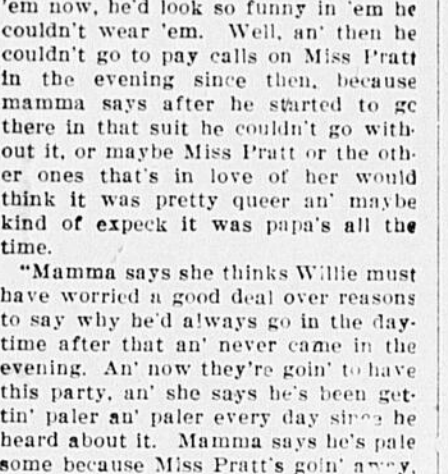 'em now, he'd look so funny in 'em he
couldn't wear 'em. Well, an' then he
couldn't go to pay calls on Miss Pratt
in the evening since then, because
mamma says after he started to gc
there in that suit he couldn't go with-
out it, or maybe Miss Pratt or the oth-
er ones that's in love of her would
think it was pretty queer an' maybe
kind of expeck it was papa's all the
time.
"Mamma says she thinks Willie must
have worried a good deal over reasons
to say why he'd always go in the day-
time after that an' never came in the
evening. An' now they're goin' to have
this party, an' she says he's been get-
tin' paler an' paler every day since he
heard about it. Mamma says he's pale
some because Miss Pratt's goin' away,